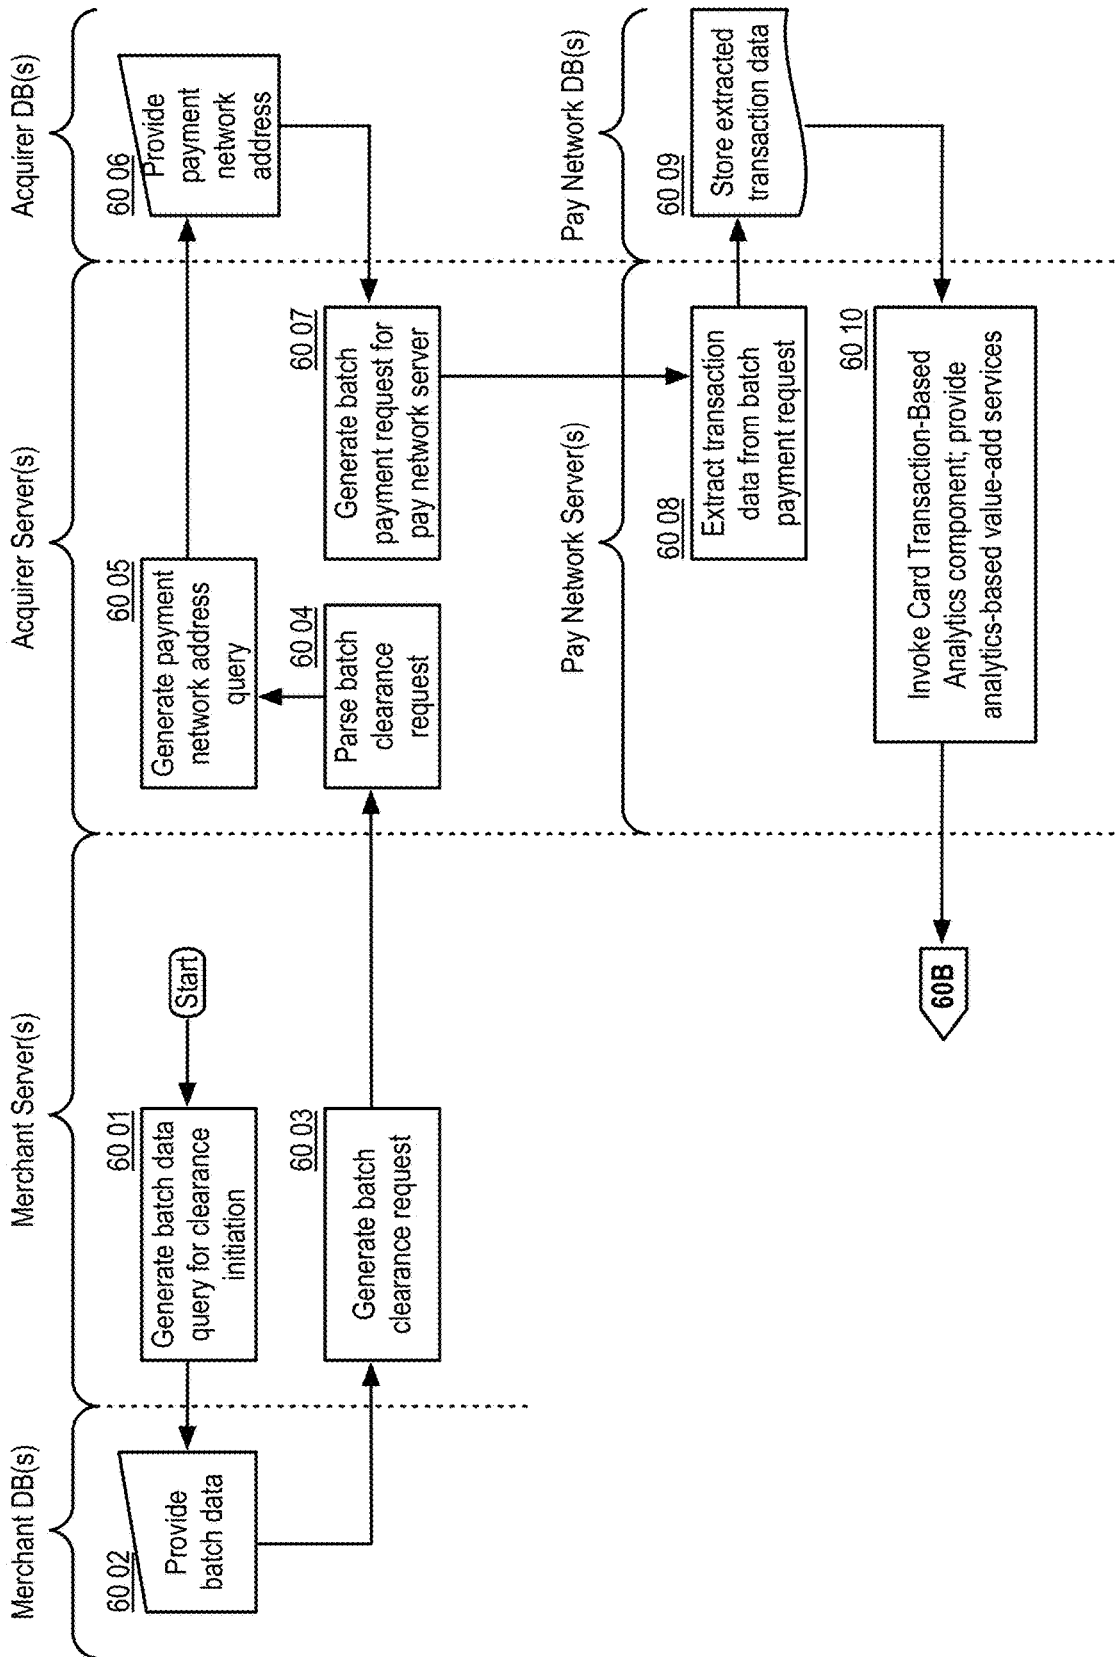 Merchant DB(s)
Merchant Server(s)
Acquirer Server(s)
Acquirer DB(s)
Start
60 01
Generate batch data
query for clearance
initiation
60 02
Provide
batch data
60 03
Generate batch
clearance request
60 04
Parse batch
clearance
request
60 05
Generate payment
network address
query
60 06
Provide
payment
network
address
60 07
Generate batch
payment request for
pay network server
Pay Network Server(s)
Pay Network DB(s)
60 08
Extract transaction
data from batch
payment request
60 09
Store extracted
transaction data
60 10
Invoke Card Transaction-Based
Analytics component; provide
analytics-based value-add services
60B